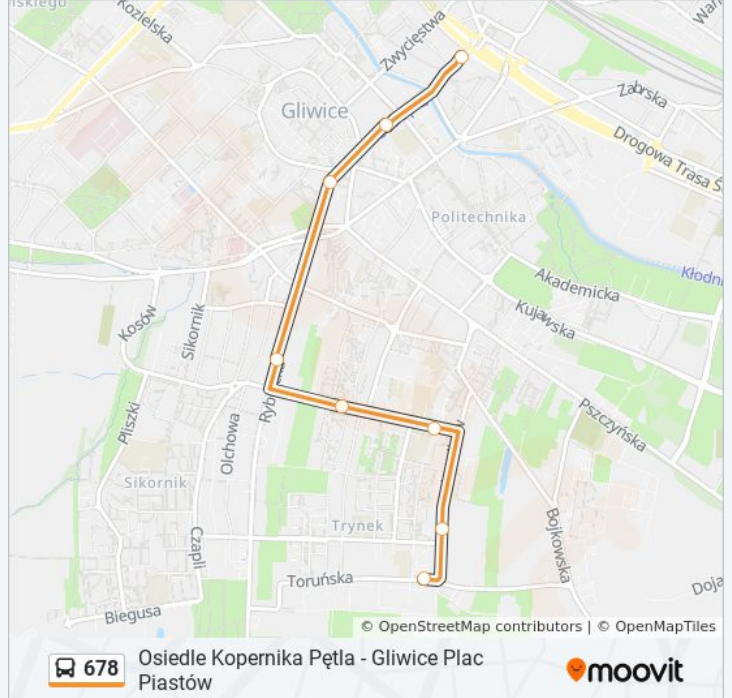 Kozielska
Zwycięstwa
Gliwice
Zabrska
Drogowa Trasa Ś
Politechnika
Kłodni
Akademicka
Kujawska
Kosów
Sikornik
Pszczyńska
Pliszki
Olchowa
Sikornik
Trynek
Czapli
Bojkowska
Toruńska
Doja
Biegusa
© OpenStreetMap contributors | © OpenMapTiles
678
Osiedle Kopernika Pętla - Gliwice Plac
Piastów
moovit